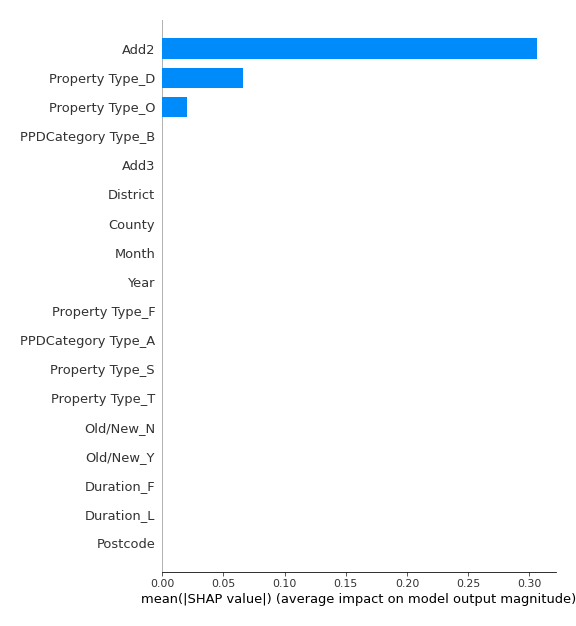 Add2
Property Type_D
Property Type_O
PPDCategory Type_B
Add3
District
County
Month
Year
Property Type_F
PPDCategory Type_A
Property Type_S
Property Type_T
Old/New_N
Old/New_Y
Duration_F
Duration_L
Postcode
0.00 0.05 0.10 0.15 0.20 0.25 0.30
mean(|SHAP value|) (average impact on model output magnitude)